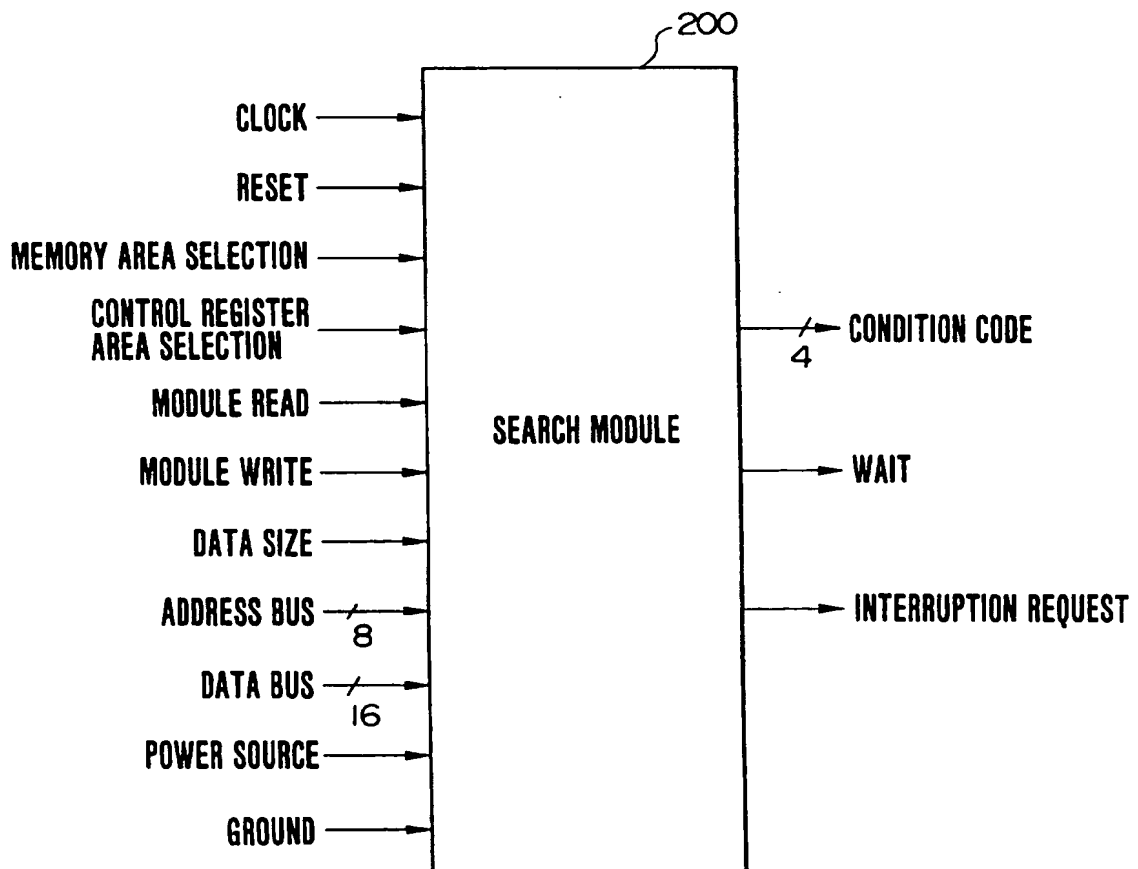 200
CLOCK
RESET
MEMORY AREA SELECTION
CONTROL REGISTER
AREA SELECTION
MODULE READ
MODULE WRITE
DATA SIZE
ADDRESS BUS
8
DATA BUS
16
POWER SOURCE
GROUND
SEARCH MODULE
4
CONDITION CODE
WAIT
INTERRUPTION REQUEST